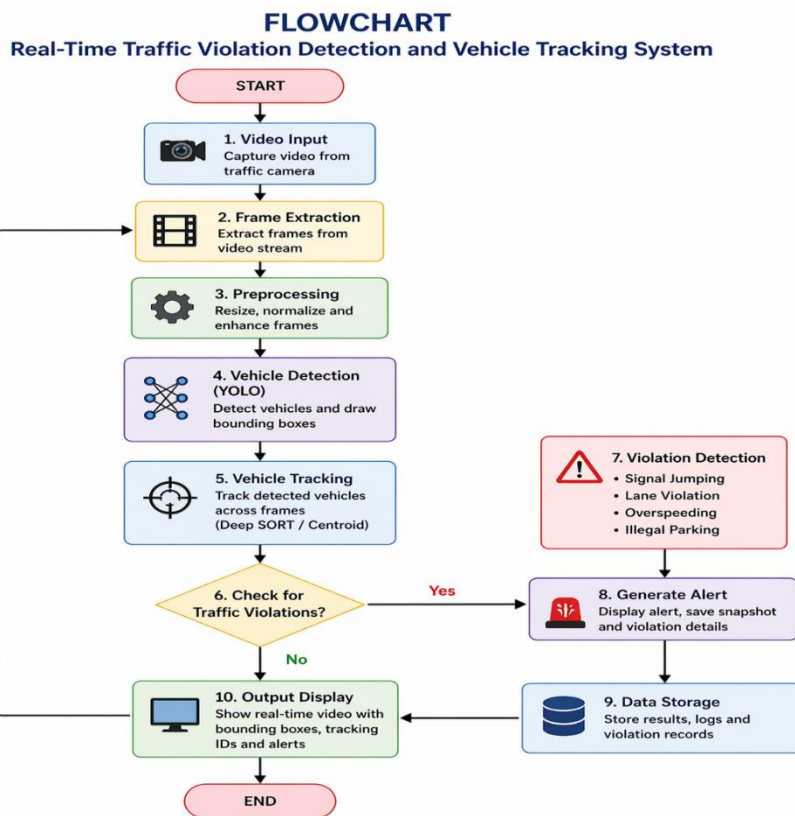 FLOWCHART
Real-Time Traffic Violation Detection and Vehicle Tracking System
START
1. Video Input
Capture video from
traffic camera
2. Frame Extraction
Extract frames from
video stream
3. Preprocessing
Resize, normalize and
enhance frames
4. Vehicle Detection
(YOLO)
Detect vehicles and draw
bounding boxes
5. Vehicle Tracking
Track detected vehicles
across frames
(Deep SORT / Centroid)
6. Check for
Traffic Violations?
Yes
No
7. Violation Detection
• Signal Jumping
• Lane Violation
• Overspeeding
• Illegal Parking
8. Generate Alert
Display alert, save snapshot
and violation details
9. Data Storage
Store results, logs and
violation records
10. Output Display
Show real-time video with
bounding boxes, tracking
IDs and alerts
END